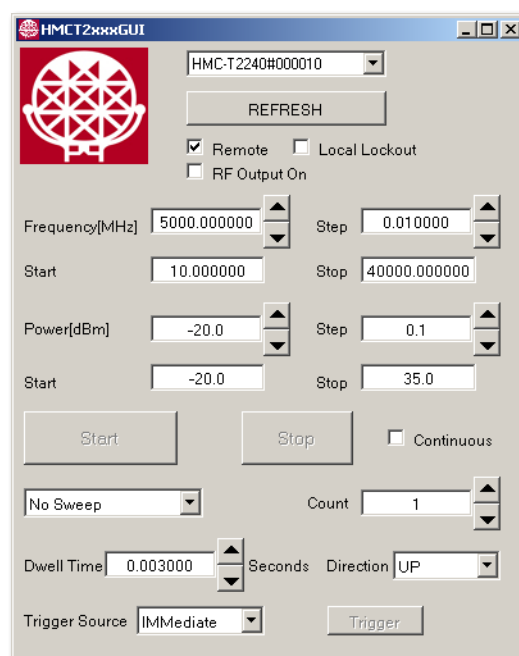 HMCT2xxxGUI
HMC-T2240#000010
REFRESH
Remote Local Lockout
RF Output On
Frequency[MHz] 5000.000000 Step 0.010000
Start 10.000000 Stop 40000.000000
Power[dBm] -20.0 Step 0.1
Start -20.0 Stop 35.0
Start Stop Continuous
No Sweep Count 1
Dwell Time 0.003000 Seconds Direction UP
Trigger Source IMMediate Trigger